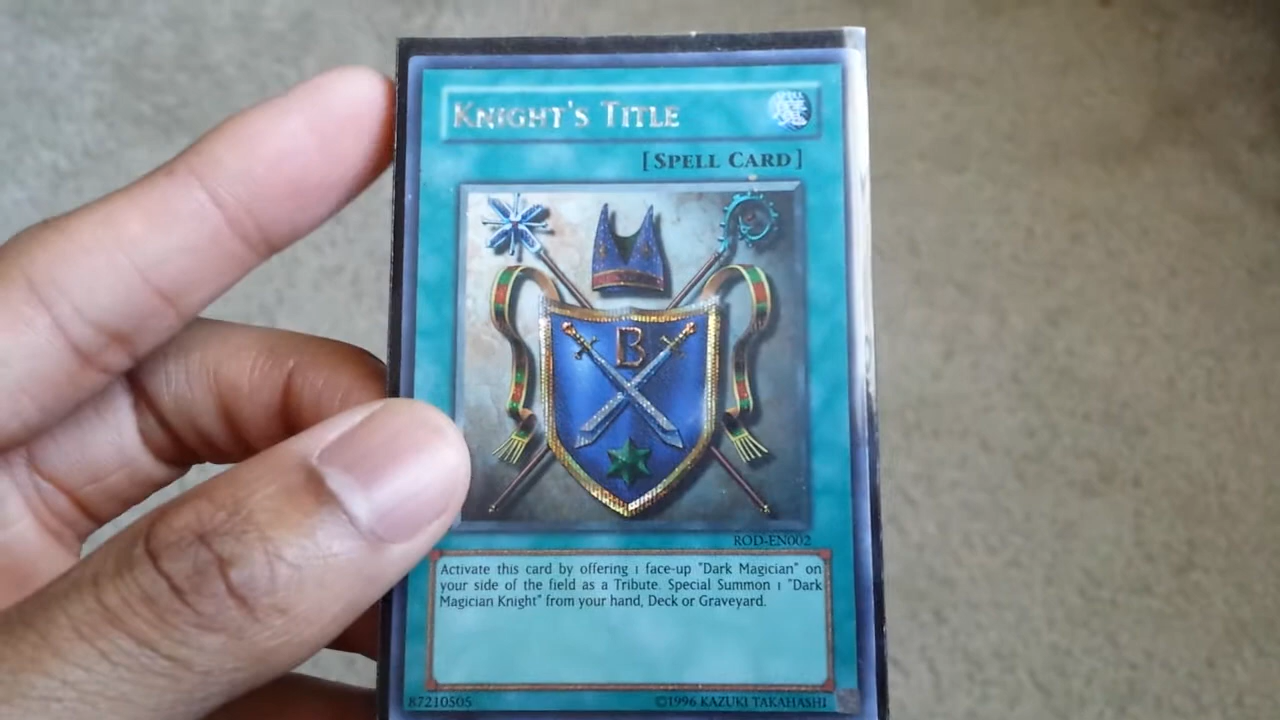 KNIGHT'S TITLE
SPELL
魔
[SPELL CARD]
B
ROD-EN002
Activate this card by offering 1 face-up "Dark Magician" on
your side of the field as a Tribute. Special Summon 1 "Dark
Magician Knight" from your hand, Deck or Graveyard.
87210505
©1996 KAZUKI TAKAHASHI